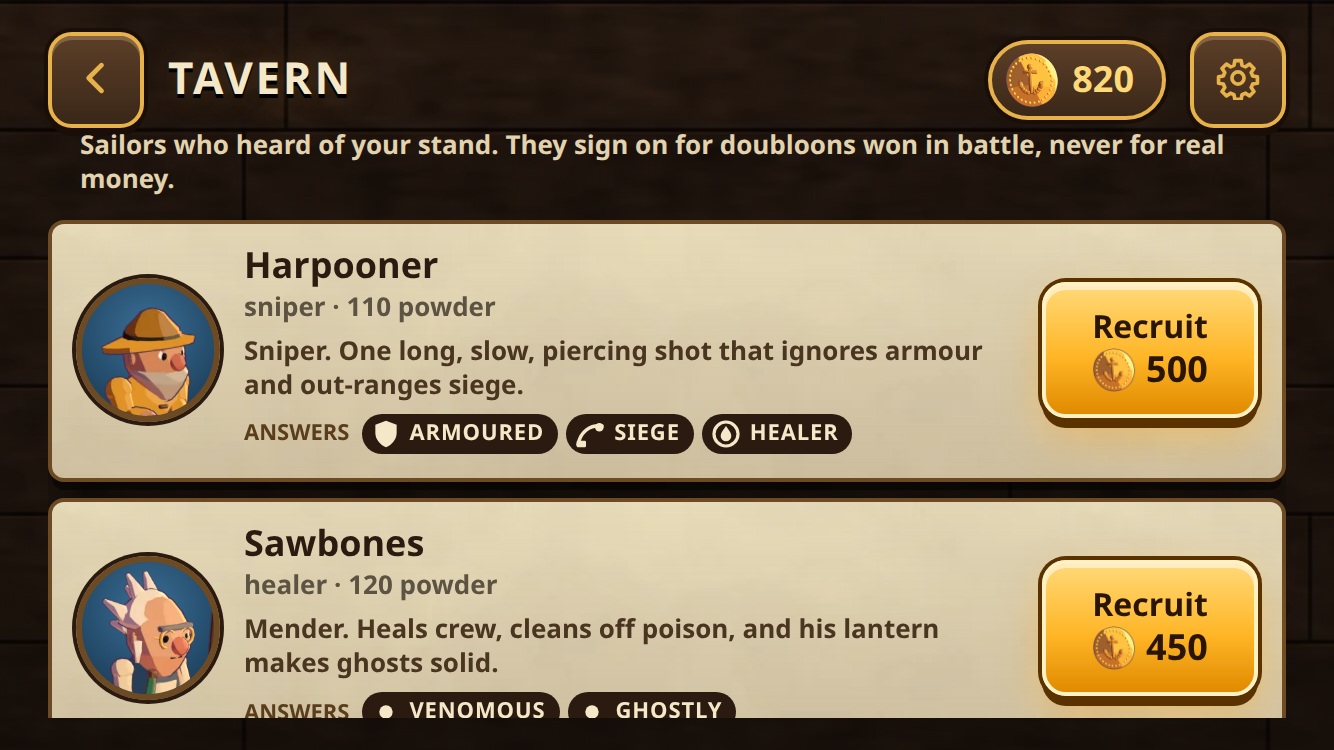 TAVERN
820
Sailors who heard of your stand. They sign on for doubloons won in battle, never for real
money.
Harpooner
sniper · 110 powder
Sniper. One long, slow, piercing shot that ignores armour
and out-ranges siege.
ANSWERS ARMOURED SIEGE HEALER
Recruit
500
Sawbones
healer · 120 powder
Mender. Heals crew, cleans off poison, and his lantern
makes ghosts solid.
ANSWERS VENOMOUS GHOSTLY
Recruit
450